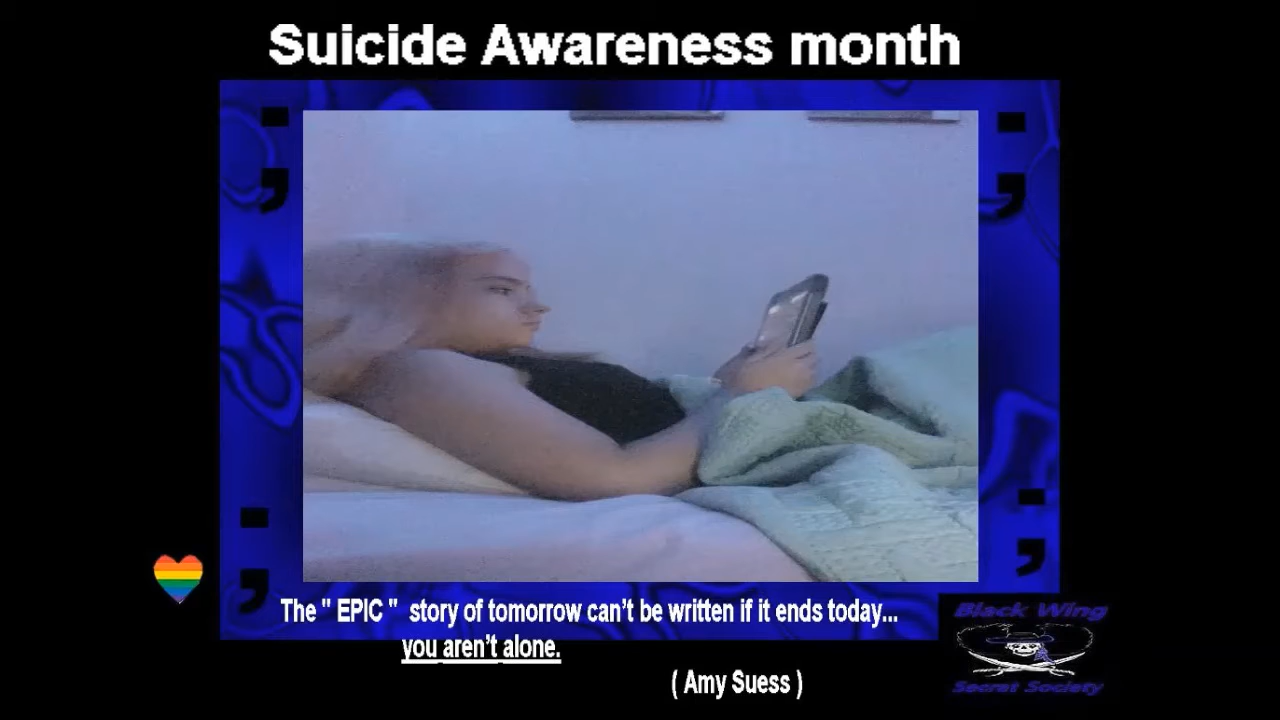 Suicide Awareness month
;
;
;
;
The " EPIC " story of tomorrow can't be written if it ends today...
you aren't alone.
( Amy Suess )
Black Wing
Secret Society